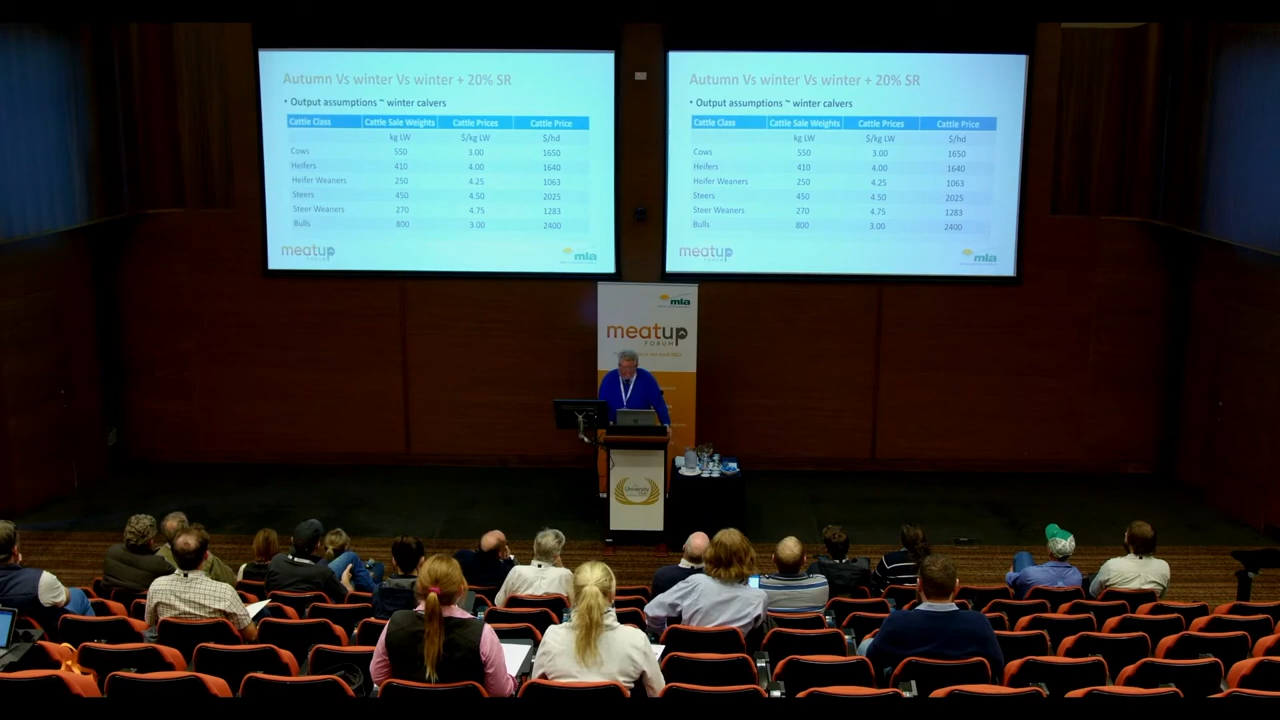 Autumn Vs winter Vs winter + 20% SR
• Output assumptions ~ winter calvers
Cattle Class Cattle Sale Weights Cattle Prices Cattle Price
kg LW $/kg LW $/hd
Cows 550 3.00 1650
Heifers 410 4.00 1640
Heifer Weaners 250 4.25 1063
Steers 450 4.50 2025
Steer Weaners 270 4.75 1283
Bulls 800 3.00 2400
meatup
FORUM
mla
Autumn Vs winter Vs winter + 20% SR
• Output assumptions ~ winter calvers
Cattle Class Cattle Sale Weights Cattle Prices Cattle Price
kg LW $/kg LW $/hd
Cows 550 3.00 1650
Heifers 410 4.00 1640
Heifer Weaners 250 4.25 1063
Steers 450 4.50 2025
Steer Weaners 270 4.75 1283
Bulls 800 3.00 2400
meatup
FORUM
mla
mla
meatup
FORUM
University